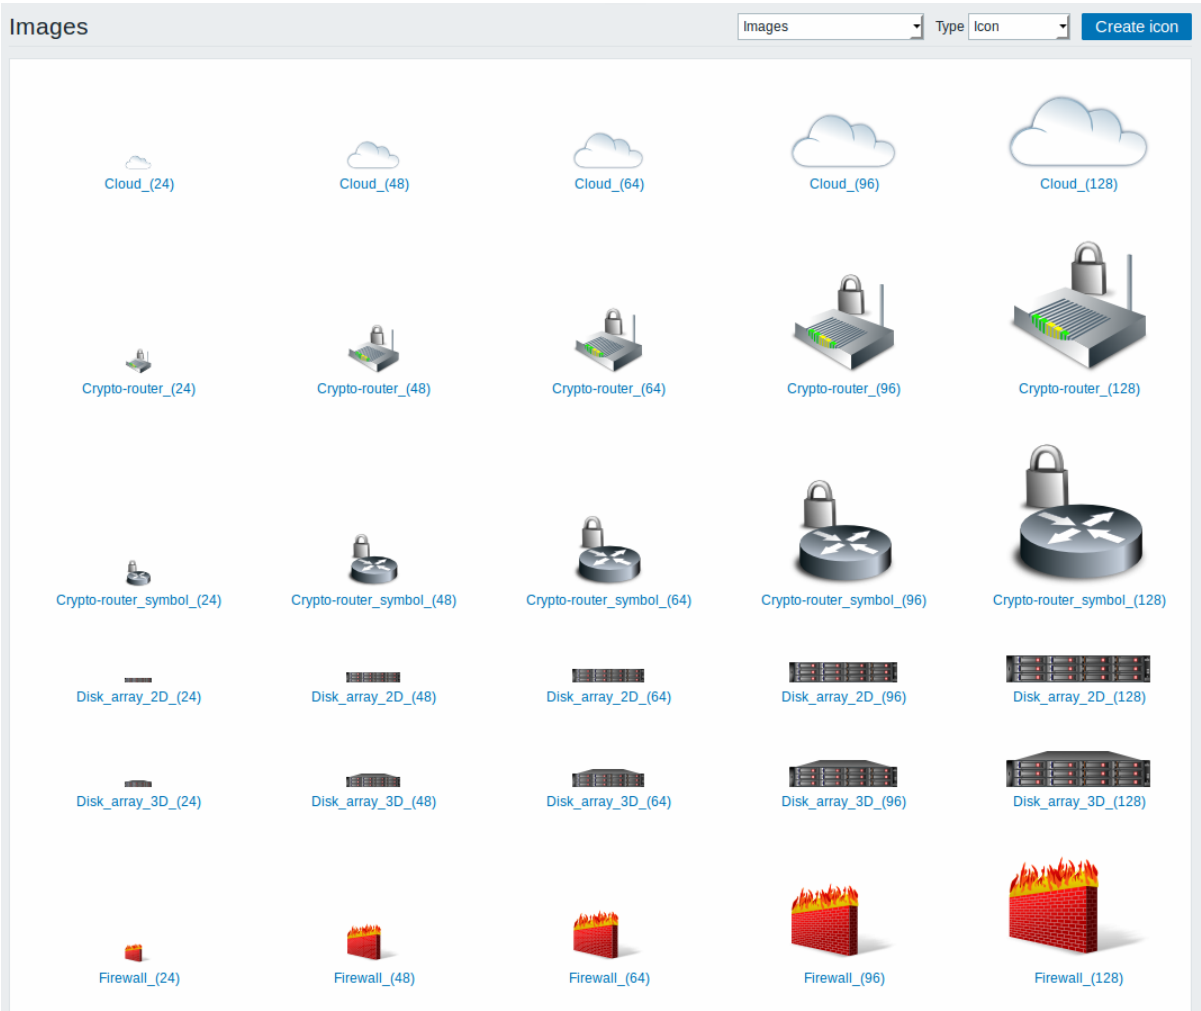 Images Images Type Icon Create icon
Cloud_(24) Cloud_(48) Cloud_(64) Cloud_(96) Cloud_(128)
Crypto-router_(24) Crypto-router_(48) Crypto-router_(64) Crypto-router_(96) Crypto-router_(128)
Crypto-router_symbol_(24) Crypto-router_symbol_(48) Crypto-router_symbol_(64) Crypto-router_symbol_(96) Crypto-router_symbol_(128)
Disk_array_2D_(24) Disk_array_2D_(48) Disk_array_2D_(64) Disk_array_2D_(96) Disk_array_2D_(128)
Disk_array_3D_(24) Disk_array_3D_(48) Disk_array_3D_(64) Disk_array_3D_(96) Disk_array_3D_(128)
Firewall_(24) Firewall_(48) Firewall_(64) Firewall_(96) Firewall_(128)